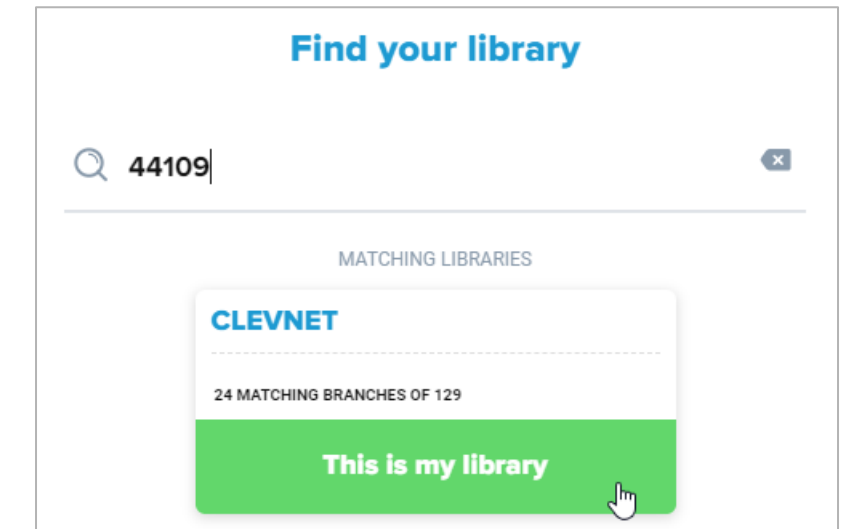 Find your library
44109
MATCHING LIBRARIES
CLEVNET
24 MATCHING BRANCHES OF 129
This is my library